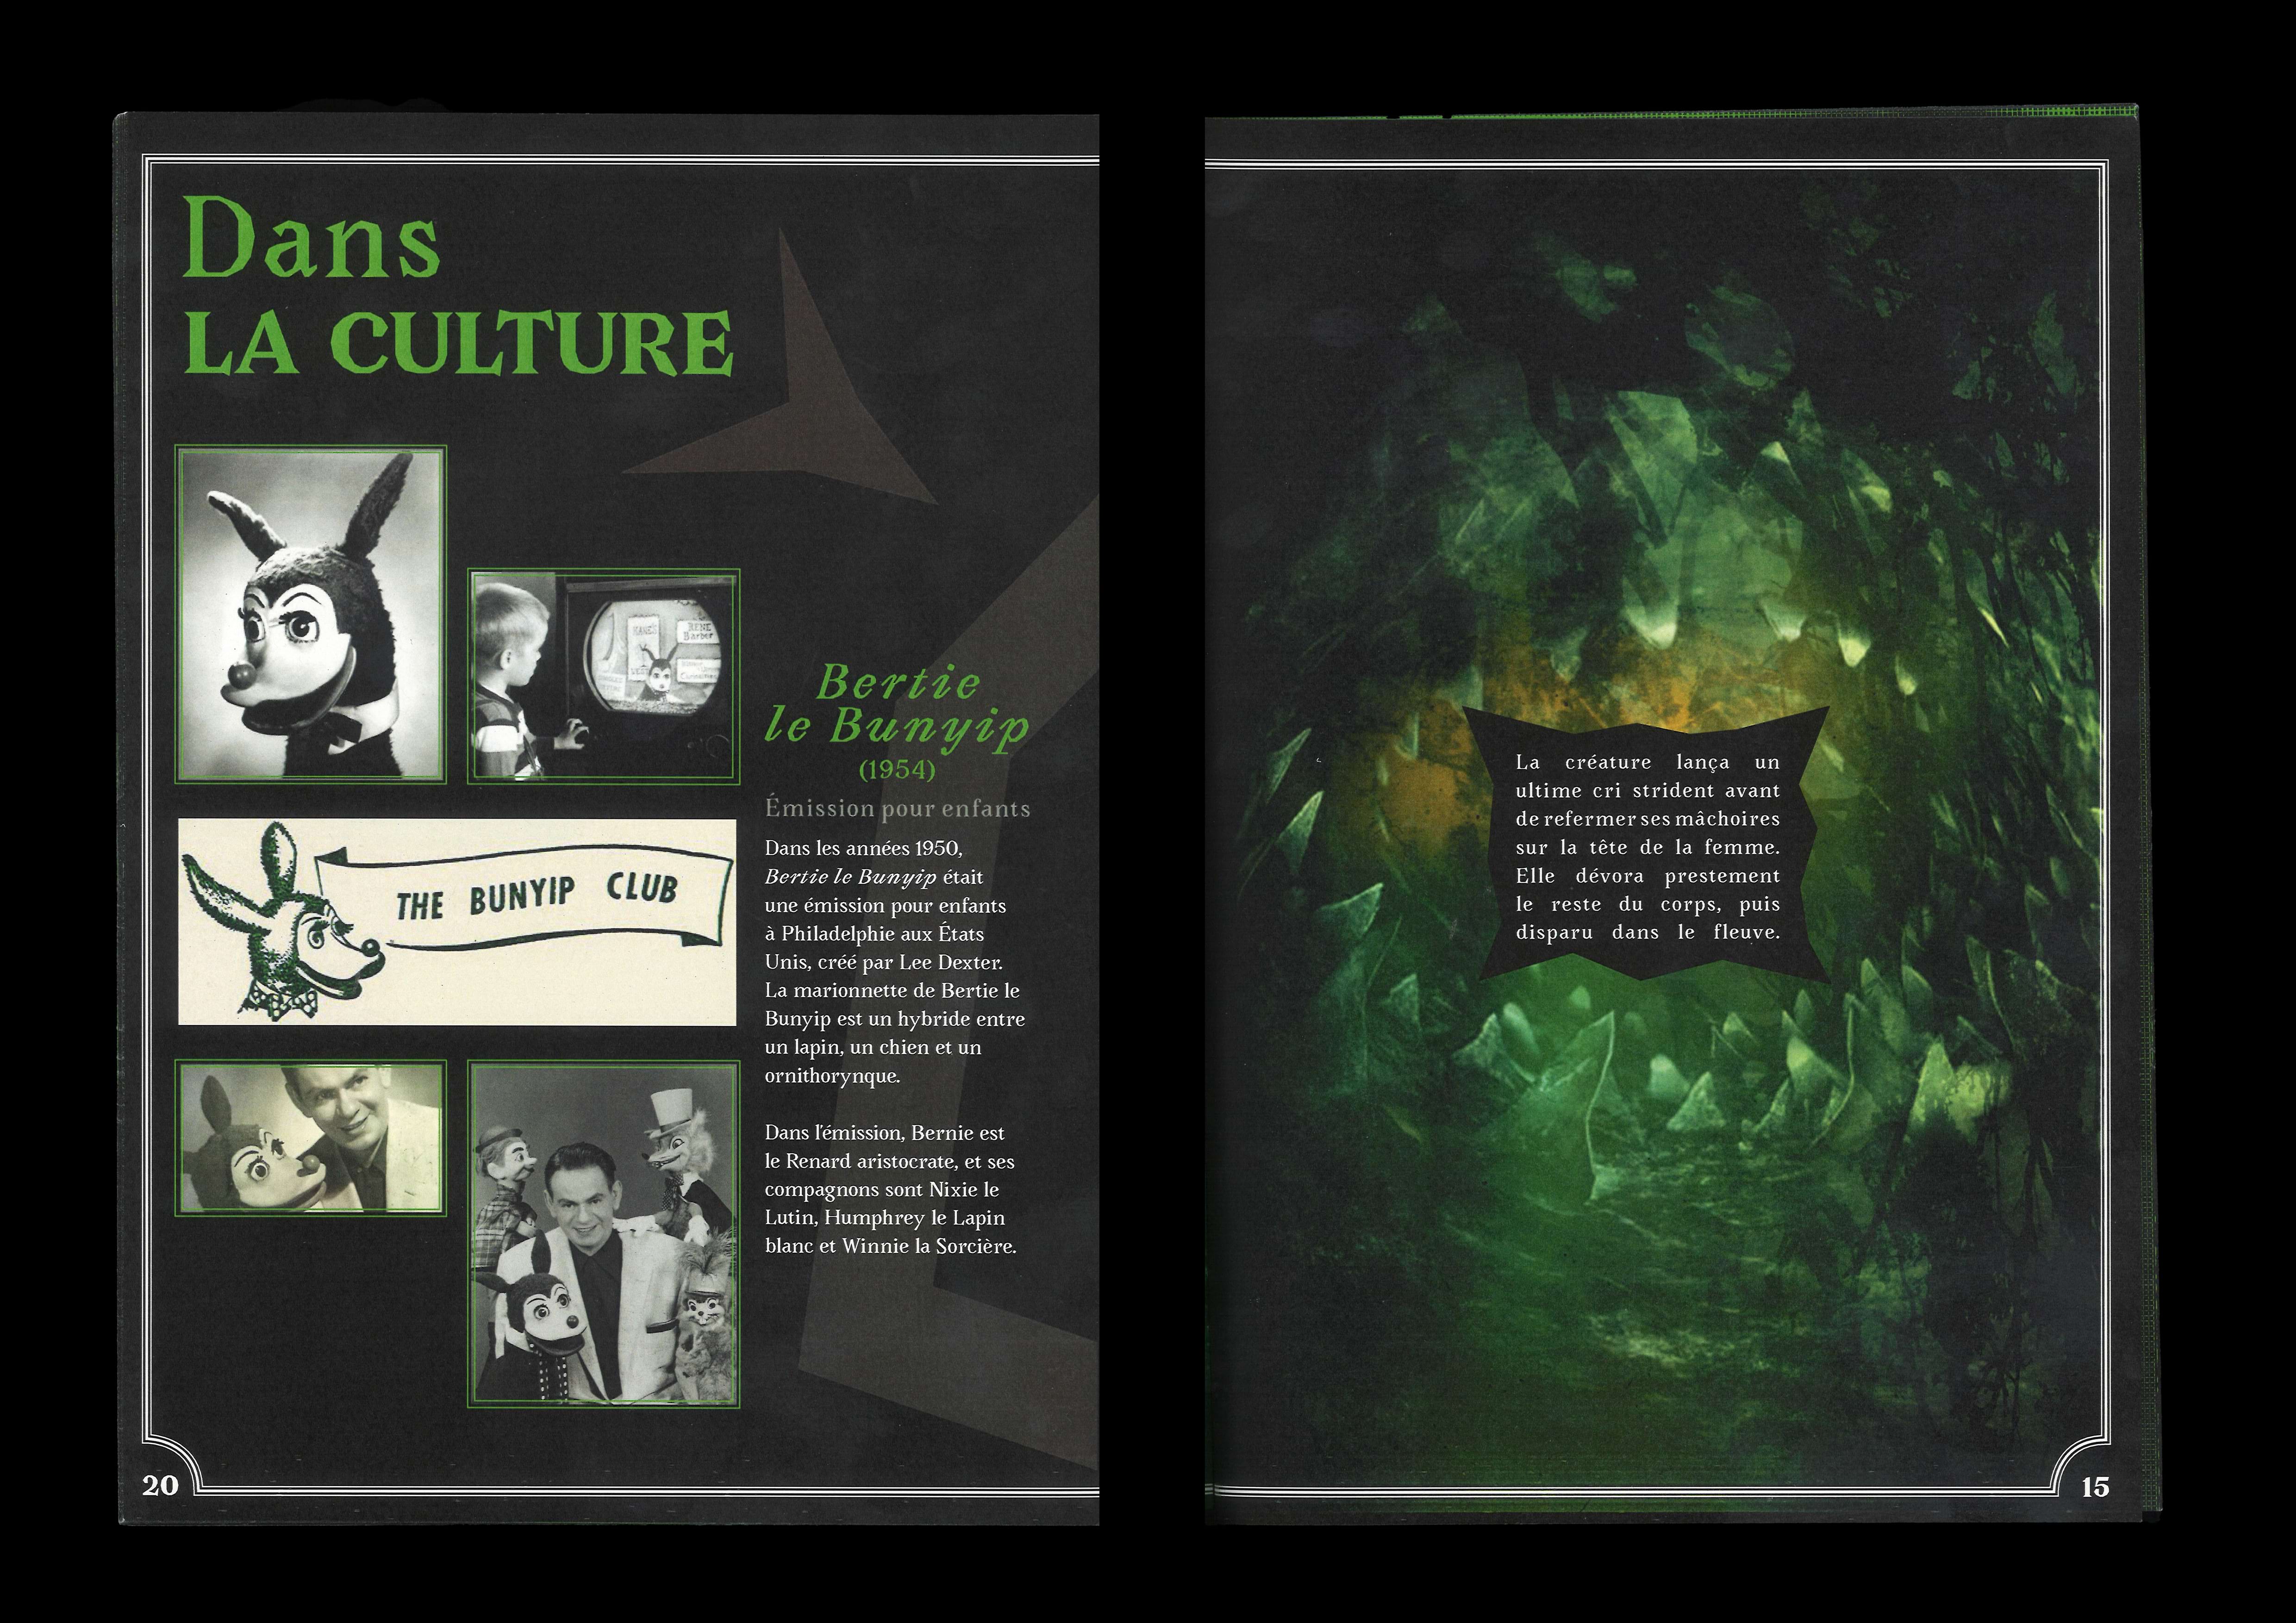 Dans
LA CULTURE
RENE
Barber
THE BUNYIP CLUB
Bertie
le Bunyip
(1954)
Émission pour enfants
Dans les années 1950,
Bertie le Bunyip était
une émission pour enfants
à Philadelphie aux États
Unis, créé par Lee Dexter.
La marionnette de Bertie le
Bunyip est un hybride entre
un lapin, un chien et un
ornithorynque.
Dans l'émission, Bernie est
le Renard aristocrate, et ses
compagnons sont Nixie le
Lutin, Humphrey le Lapin
blanc et Winnie la Sorcière.
20
La créature lança un
ultime cri strident avant
de refermer ses mâchoires
sur la tête de la femme.
Elle dévora prestement
le reste du corps, puis
disparu dans le fleuve.
15